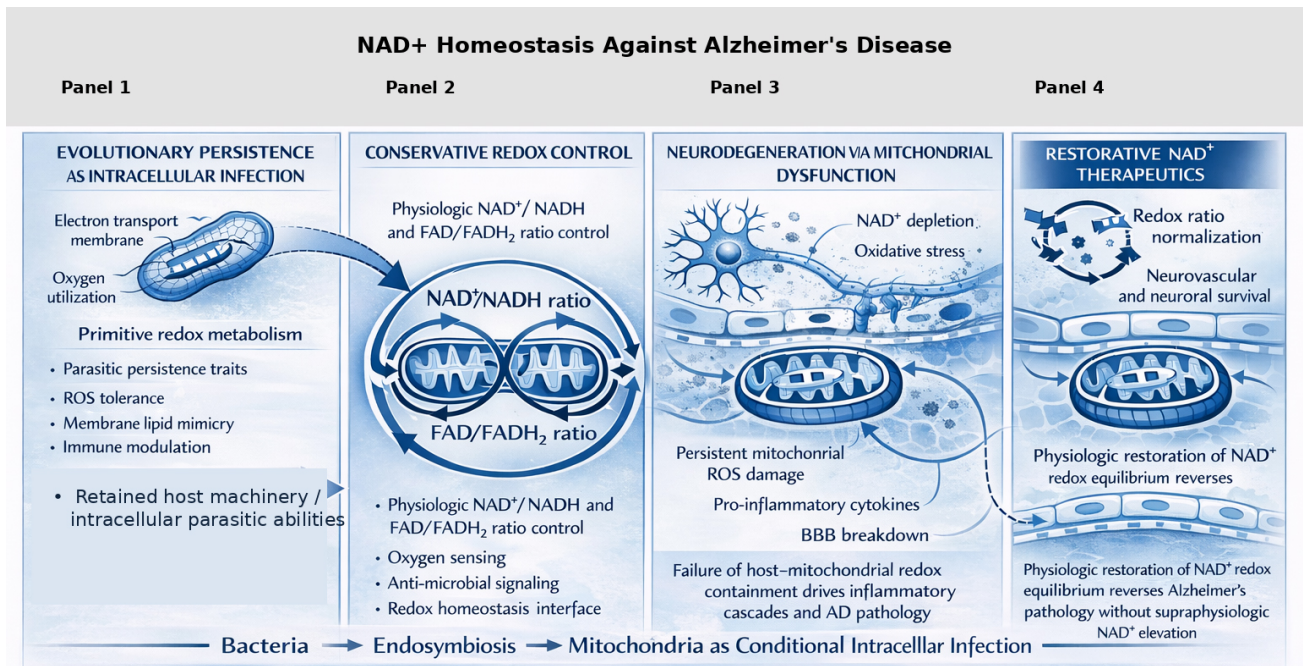 NAD+ Homeostasis Against Alzheimer's Disease
Panel 1
Panel 2
Panel 3
Panel 4
EVOLUTIONARY PERSISTENCE
AS INTRACELLULAR INFECTION
Electron transport
membrane
Oxygen
utilization
Primitive redox metabolism
• Parasitic persistence traits
• ROS tolerance
• Membrane lipid mimicry
• Immune modulation
• Retained host machinery /
intracellular parasitic abilities
CONSERVATIVE REDOX CONTROL
Physiologic NAD⁺/ NADH
and FAD/FADH₂ ratio control
NAD⁺/NADH ratio
FAD/FADH₂ ratio
• Physiologic NAD⁺/NADH and
FAD/FADH₂ ratio control
• Oxygen sensing
• Anti-microbial signaling
• Redox homeostasis interface
NEURODEGENERATION VIA MITCHONDRIAL
DYSFUNCTION
NAD⁺ depletion
Oxidative stress
Persistent mitochonrial
ROS damage
Pro-inflammatory cytokines
BBB breakdown
Failure of host–mitochondrial redox
containment drives inflammatory
cascades and AD pathology
RESTORATIVE NAD⁺
THERAPEUTICS
Redox ratio
normalization
Neurovascular
and neuroral survival
Physiologic restoration of NAD⁺
redox equilibrium reverses
Physiologic restoration of NAD⁺ redox
equilibrium reverses Alzheimer's
pathology without supraphysiologic
NAD⁺ elevation
Bacteria → Endosymbiosis → Mitochondria as Conditional Intracelllar Infection